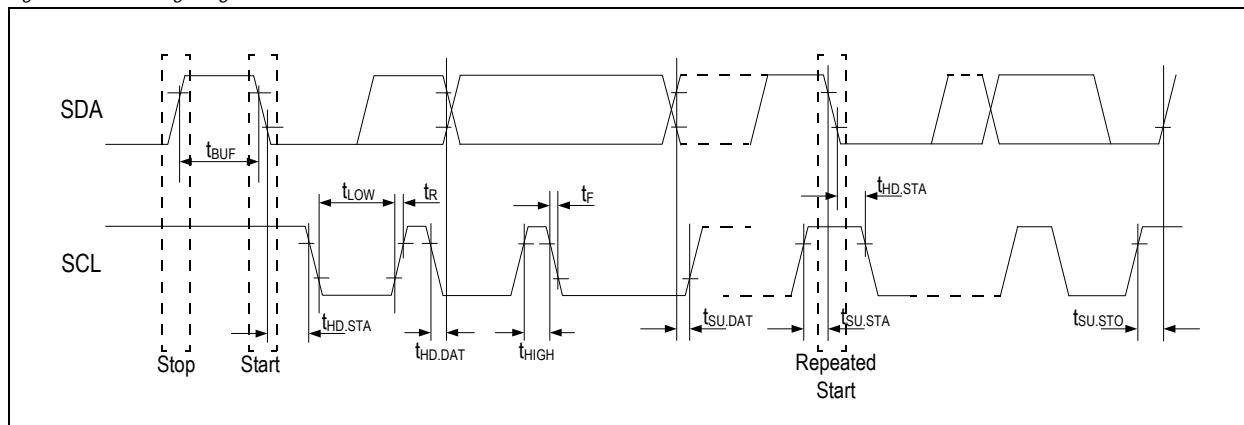 SDA
tBUF
tLOW
tR
tF
tHD.STA
SCL
tHD.STA
tHD.DAT
tHIGH
tSU.DAT
tSU.STA
tSU.STO
Stop
Start
Repeated
Start